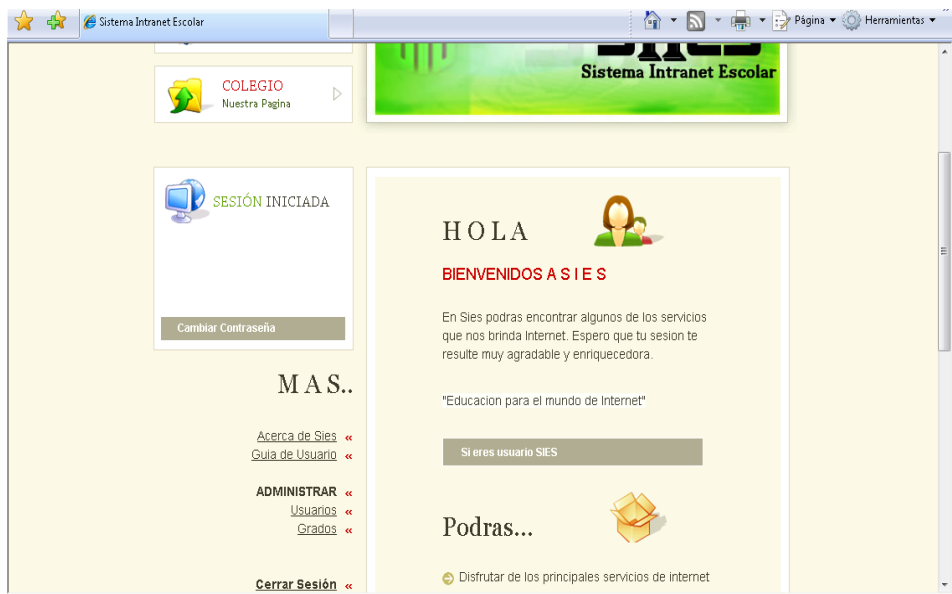 Sistema Intranet Escolar
Página
Herramientas
COLEGIO
Nuestra Pagina
SIES
Sistema Intranet Escolar
SESIÓN INICIADA
Cambiar Contraseña
M A S..
Acerca de Sies «
Guia de Usuario «
ADMINISTRAR «
Usuarios «
Grados «
Cerrar Sesión «
H O L A
BIENVENIDOS A S I E S
En Sies podras encontrar algunos de los servicios
que nos brinda Internet. Espero que tu sesion te
resulte muy agradable y enriquecedora.
"Educacion para el mundo de Internet"
Si eres usuario SIES
Podras...
Disfrutar de los principales servicios de internet